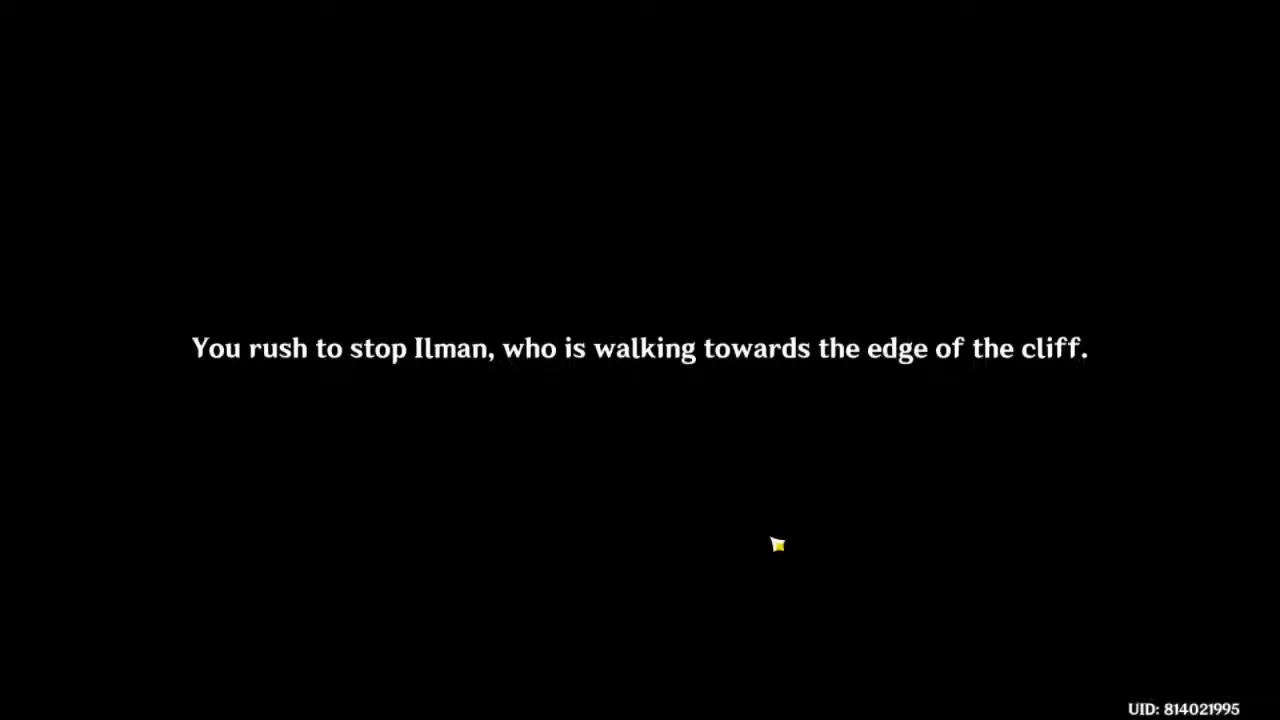 You rush to stop Ilman, who is walking towards the edge of the cliff.
UID: 814021995